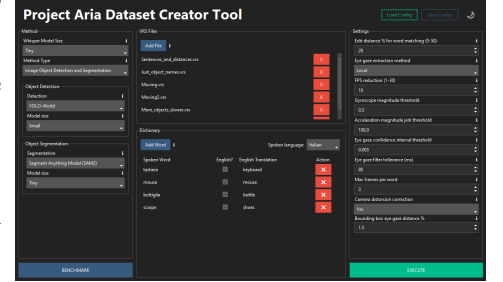 Project Aria Dataset Creator Tool
Load Config
Save Config
Method
Whisper Model Size
Tiny
Method Type
Image Object Detection and Segmentation
Object Detection
Detection
YOLO-World
Model size
Small
Object Segmentation
Segmentation
Segment Anything Model (SAM2)
Model size
Tiny
BENCHMARK
VRS Files
Add File
Sentences_and_distances.vrs
X
Just_object_names.vrs
X
Moving.vrs
X
Moving2.vrs
X
More_objects_slower.vrs
Dictionary
Add Word
Spoken language: Italian
Spoken Word English? English Translation Action
tastiera keyboard X
mouse mouse X
bottiglia bottle X
scarpe shoes X
Settings
Edit distance % for word matching (0-50)
20
Eye gaze extraction method
Local
FPS reduction (1-30)
10
Gyroscope magnitude threshold
0.5
Acceleration magnitude jerk threshold
100.0
Eye gaze confidence interval threshold
0.003
Eye gaze filter tollerance (ms)
60
Max frames per word
3
Camera distorsion correction
Yes
Bounding box eye gaze distance %
1.5
EXECUTE